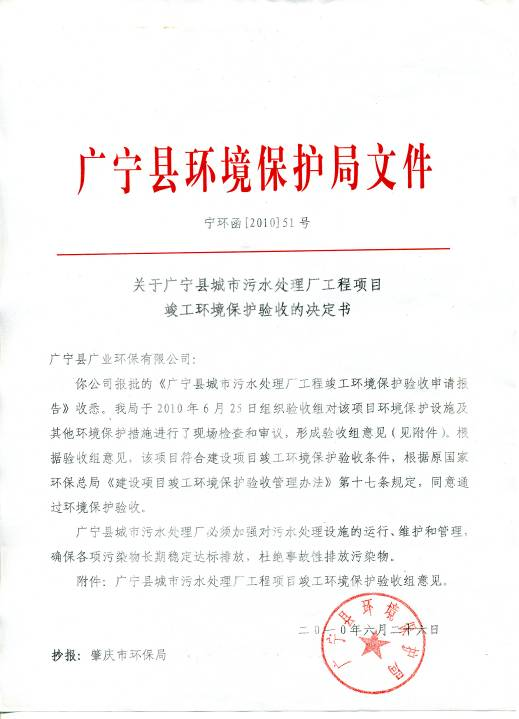 广宁县环境保护局文件
宁环函[2010]51号
关于广宁县城市污水处理厂工程项目
竣工环境保护验收的决定书
广宁县广业环保有限公司：
你公司报批的《广宁县城市污水处理厂工程竣工环境保护验收申请报
告》收悉。我局于2010年6月25日组织验收组对该项目环境保护设施及
其他环境保护措施进行了现场检查和审议，形成验收组意见（见附件）。根
据验收组意见，该项目符合建设项目竣工环境保护验收条件，根据原国家
环保总局《建设项目竣工环境保护验收管理办法》第十七条规定，同意通
过环境保护验收。
广宁县城市污水处理厂必须加强对污水处理设施的运行、维护和管理，
确保各项污染物长期稳定达标排放，杜绝事故性排放污染物。
附件：广宁县城市污水处理厂工程项目竣工环境保护验收组意见。
广宁县环境保护局
二〇一〇年六月二十六日
抄报：肇庆市环保局